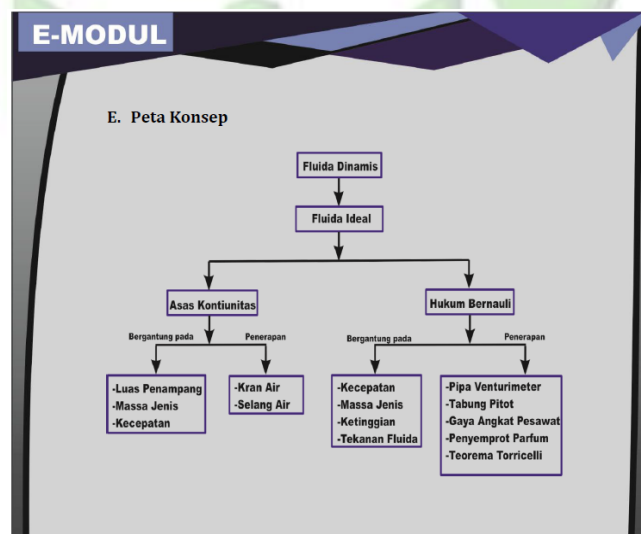 E-MODUL
E. Peta Konsep
Fluida Dinamis
Fluida Ideal
Asas Kontiunitas
Hukum Bernauli
Bergantung pada
Penerapan
Bergantung pada
Penerapan
-Luas Penampang
-Massa Jenis
-Kecepatan
-Kran Air
-Selang Air
-Kecepatan
-Massa Jenis
-Ketinggian
-Tekanan Fluida
-Pipa Venturimeter
-Tabung Pitot
-Gaya Angkat Pesawat
-Penyemprot Parfum
-Teorema Torricelli